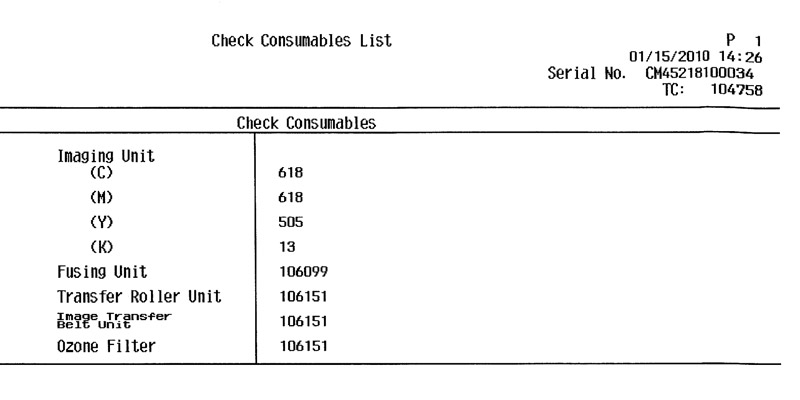 Check Consumables List P 1
01/15/2010 14:26
Serial No. CM45218100034
TC: 104758
Check Consumables
Imaging Unit
(C) 618
(M) 618
(Y) 505
(K) 13
Fusing Unit 106099
Transfer Roller Unit 106151
Image Transfer
Belt Unit 106151
Ozone Filter 106151